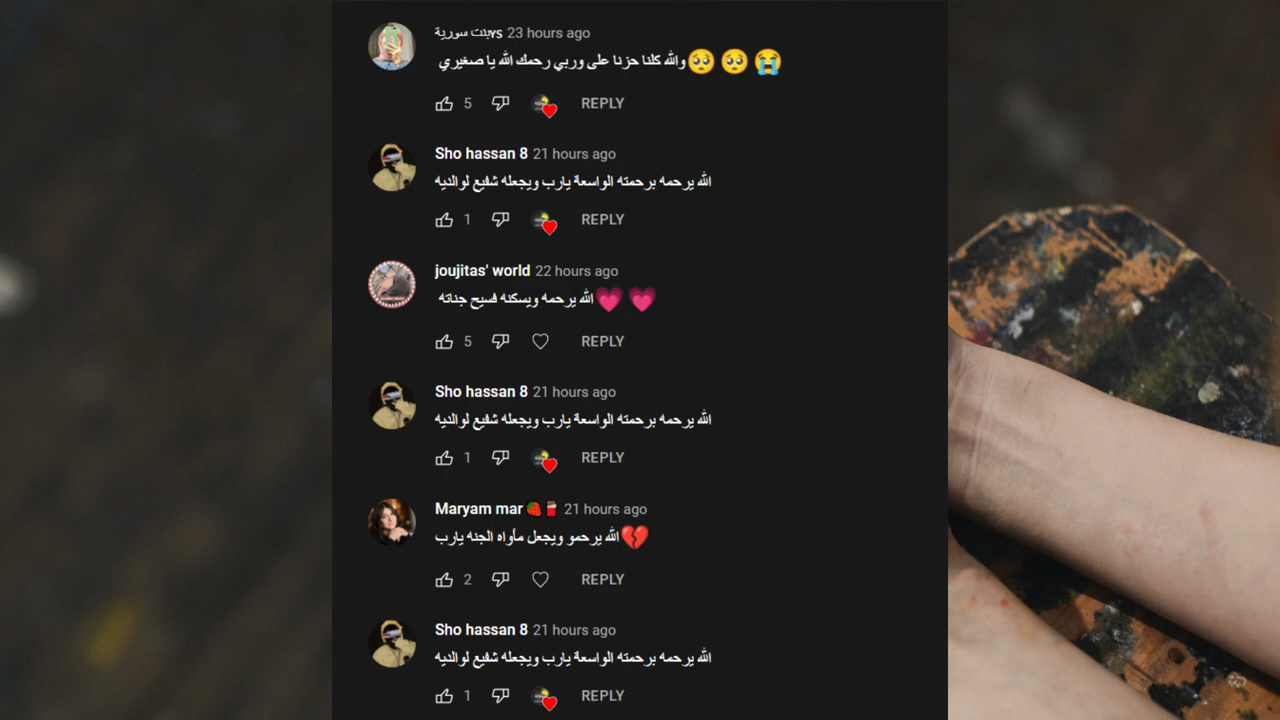 بنت سوريةvs 23 hours ago
والله كلنا حزنا على وربي رحمك الله يا صغيري🥺 🥺 😭
5 REPLY
Sho hassan 8 21 hours ago
الله يرحمه برحمته الواسعة يارب ويجعله شفيع لوالديه
1 REPLY
joujitas' world 22 hours ago
الله يرحمه ويسكنه فسيح جناته💗 💗
5 REPLY
Sho hassan 8 21 hours ago
الله يرحمه برحمته الواسعة يارب ويجعله شفيع لوالديه
1 REPLY
Maryam mar🍓🥤 21 hours ago
الله يرحمو ويجعل مأواه الجنه يارب💔
2 REPLY
Sho hassan 8 21 hours ago
الله يرحمه برحمته الواسعة يارب ويجعله شفيع لوالديه
1 REPLY